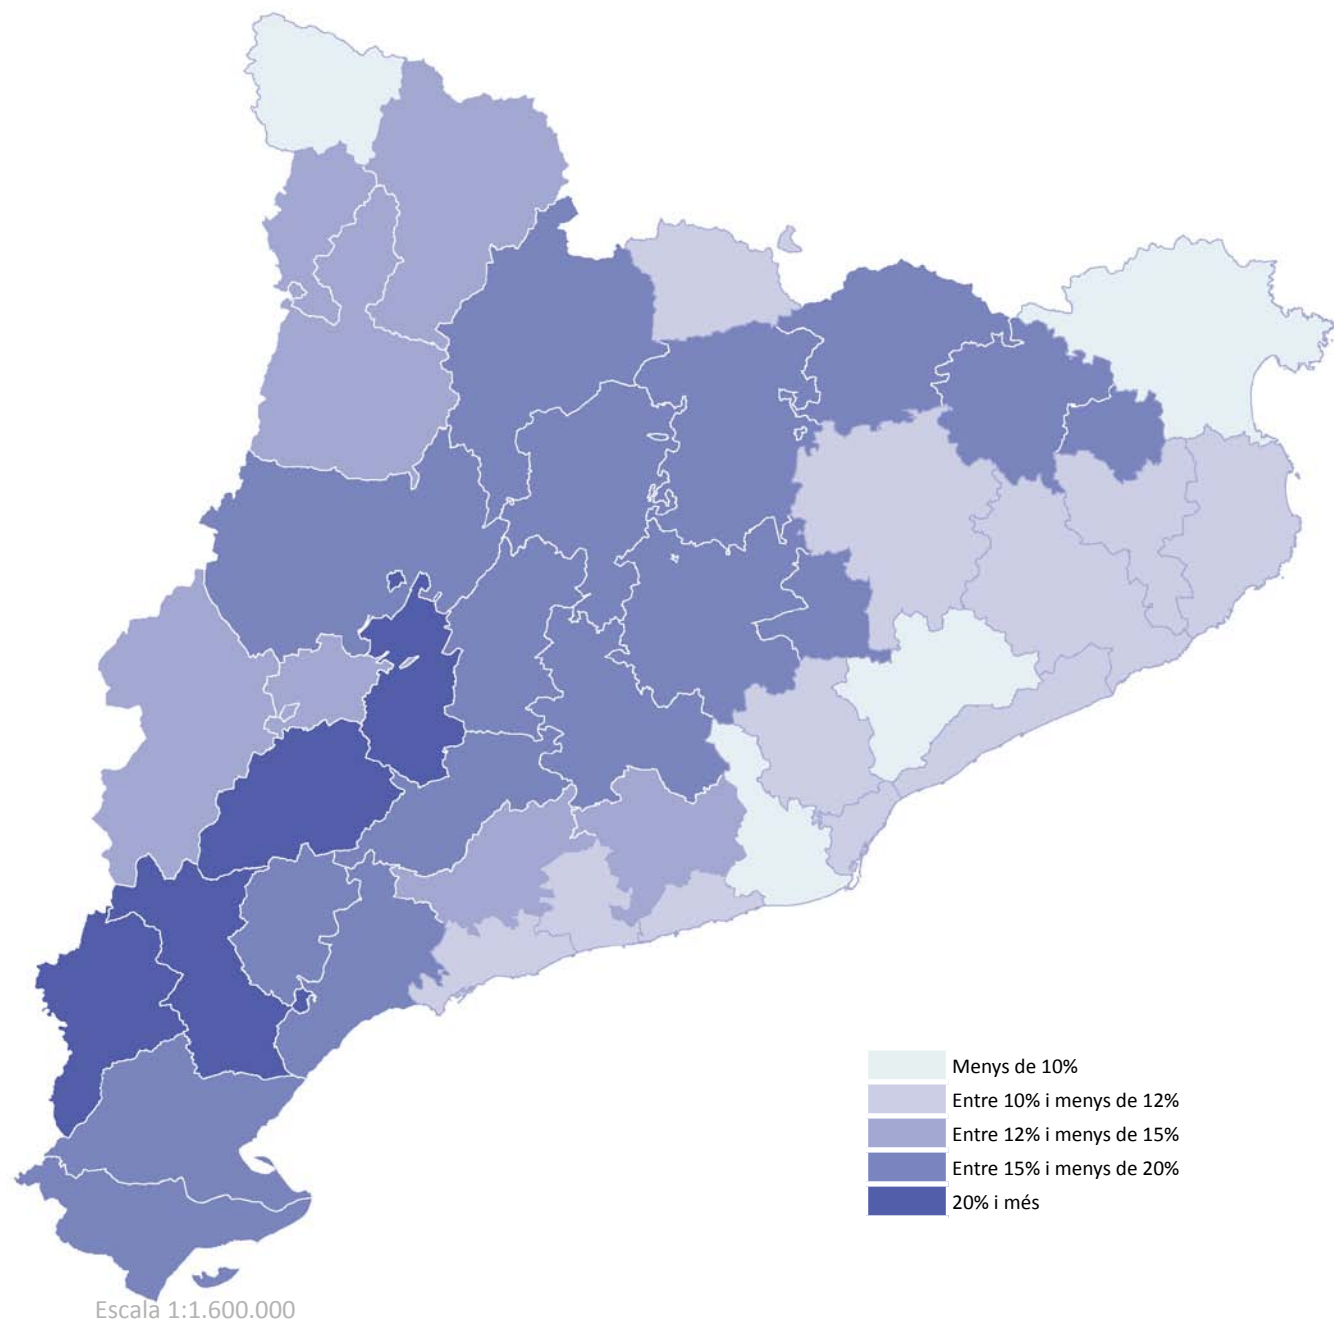 Menys de 10%
Entre 10% i menys de 12%
Entre 12% i menys de 15%
Entre 15% i menys de 20%
20% i més
Escala 1:1.600.000